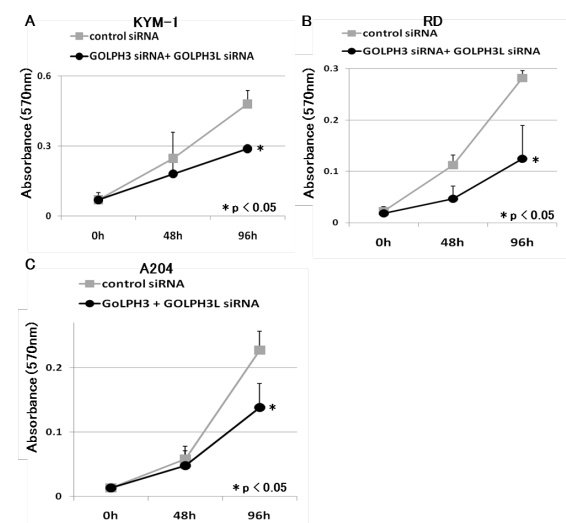 A
KYM-1
control siRNA
GOLPH3 siRNA+ GOLPH3L siRNA
Absorbance (570nm)
0.6
0.3
0
*
* p < 0.05
0h 48h 96h
B
RD
control siRNA
GOLPH3 siRNA+ GOLPH3L siRNA
Absorbance (570nm)
0.3
0.2
0.1
0
*
* p < 0.05
0h 48h 96h
C
A204
control siRNA
GoLPH3 + GOLPH3L siRNA
Absorbance (570nm)
0.2
0.1
0
*
* p < 0.05
0h 48h 96h